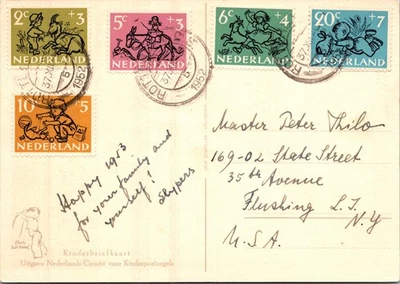 2c +3
NEDERLAND
5c +3
NEDERLAND
6c +4
NEDERLAND
20c +7
NEDERLAND
10c +5
NEDERLAND
1952
1952
Happy 1953
for your family and
yourself!
Kuypers
Master Peter Thilo
169-02 State Street
35th Avenue
Flushing L.I.
N.Y
U.S.A.
Kinderbriefkaart
Uitgave Nederlands Comité voor Kinderpostzegels